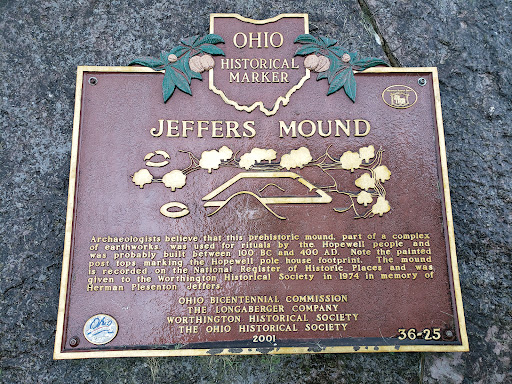 OHIO
HISTORICAL
MARKER
JEFFERS MOUND
Archaeologists believe that this prehistoric mound, part of a complex
of earthworks, was used for rituals by the Hopewell people and
was probably built between 100 BC and 400 AD. Note the painted
post tops marking the Hopewell pole house footprint. The mound
is recorded on the National Register of Historic Places and was
given to the Worthington Historical Society in 1974 in memory of
Herman Plesenton Jeffers.
OHIO BICENTENNIAL COMMISSION
THE LONGABERGER COMPANY
WORTHINGTON HISTORICAL SOCIETY
THE OHIO HISTORICAL SOCIETY
2001
36-25
Ohio